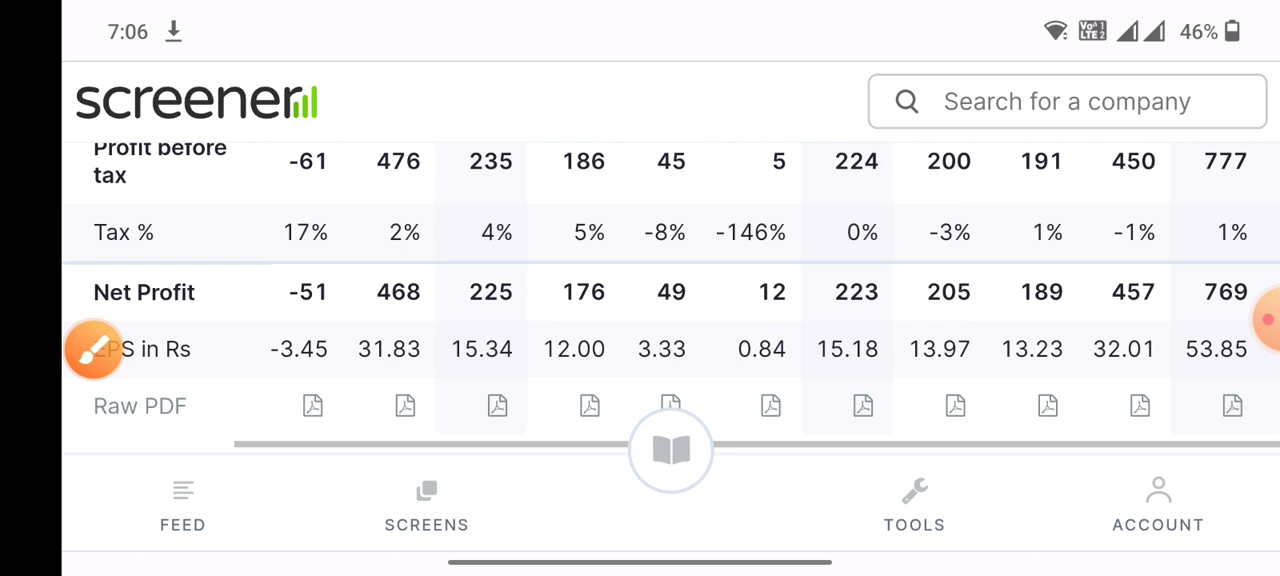 7:06 46%
screener Search for a company
Profit before
tax -61 476 235 186 45 5 224 200 191 450 777
Tax % 17% 2% 4% 5% -8% -146% 0% -3% 1% -1% 1%
Net Profit -51 468 225 176 49 12 223 205 189 457 769
EPS in Rs -3.45 31.83 15.34 12.00 3.33 0.84 15.18 13.97 13.23 32.01 53.85
Raw PDF
FEED SCREENS TOOLS ACCOUNT